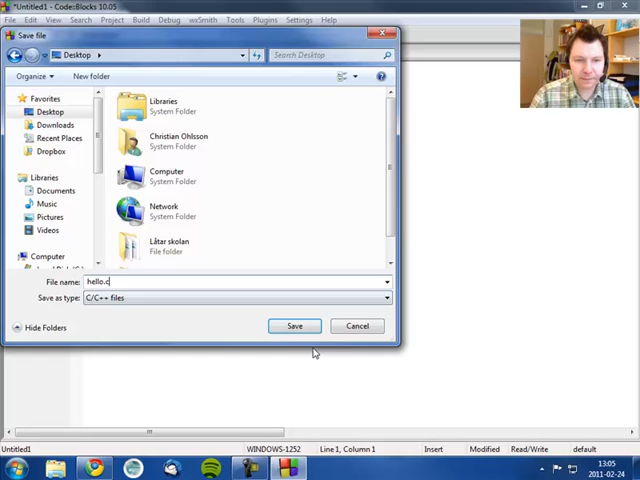 *Untitled1 - Code::Blocks 10.05
File Edit View Search
Debug wxSmith Tools Plugins Settings Help
Save file
Desktop
Search Desktop
Organize
New folder
Favorites
Desktop
Downloads
Recent Places
Dropbox
Libraries
Documents
Music
Pictures
Videos
Computer
Libraries
System Folder
Christian Ohlsson
System Folder
Computer
System Folder
Network
System Folder
Låtar skolan
File folder
File name: hello.c
Save as type: C/C++ files
Hide Folders
Save
Cancel
Untitled1
WINDOWS-1252
Line 1, Column 1
Insert
Modified
Read/Write
default
13:05
2011-02-24